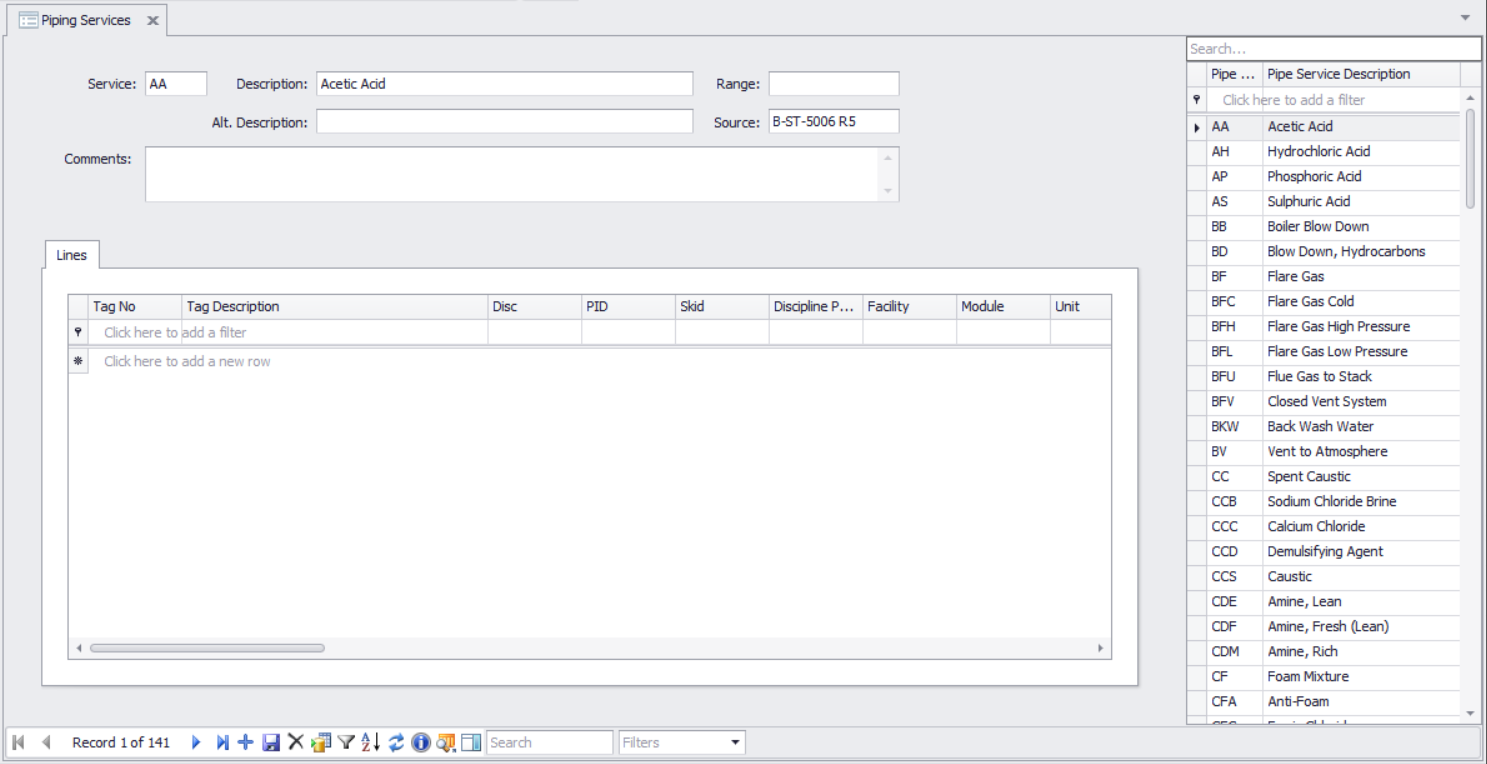 Piping Services
Service: AA Description: Acetic Acid Range:
Alt. Description: Source: B-ST-5006 R5
Comments:
Lines
Tag No Tag Description Disc PID Skid Discipline P... Facility Module Unit
Click here to add a filter
Click here to add a new row
Search...
Pipe ... Pipe Service Description
Click here to add a filter
AA Acetic Acid
AH Hydrochloric Acid
AP Phosphoric Acid
AS Sulphuric Acid
BB Boiler Blow Down
BD Blow Down, Hydrocarbons
BF Flare Gas
BFC Flare Gas Cold
BFH Flare Gas High Pressure
BFL Flare Gas Low Pressure
BFU Flue Gas to Stack
BFV Closed Vent System
BKW Back Wash Water
BV Vent to Atmosphere
CC Spent Caustic
CCB Sodium Chloride Brine
CCC Calcium Chloride
CCD Demulsifying Agent
CCS Caustic
CDE Amine, Lean
CDF Amine, Fresh (Lean)
CDM Amine, Rich
CF Foam Mixture
CFA Anti-Foam
Record 1 of 141 Search Filters